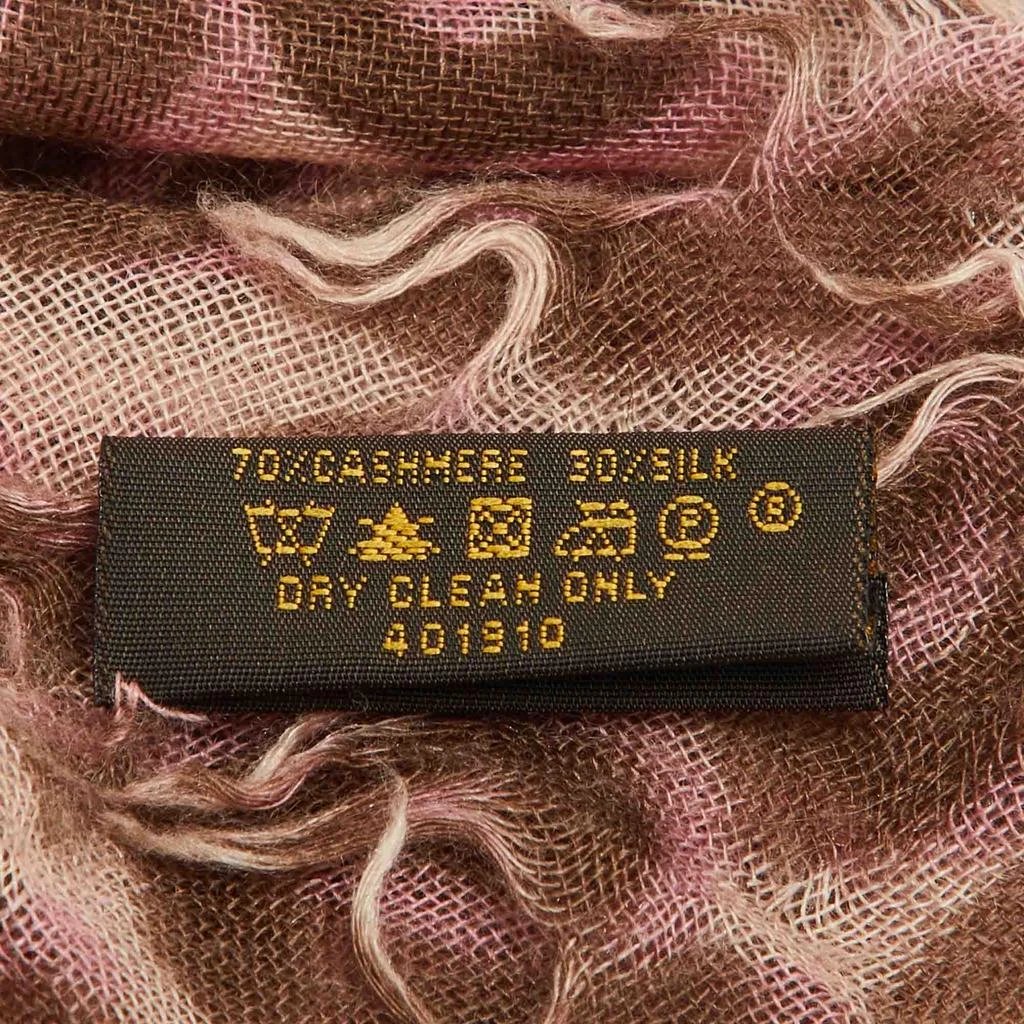 70%CASHMERE 30%SILK
P ®
DRY CLEAN ONLY
401910